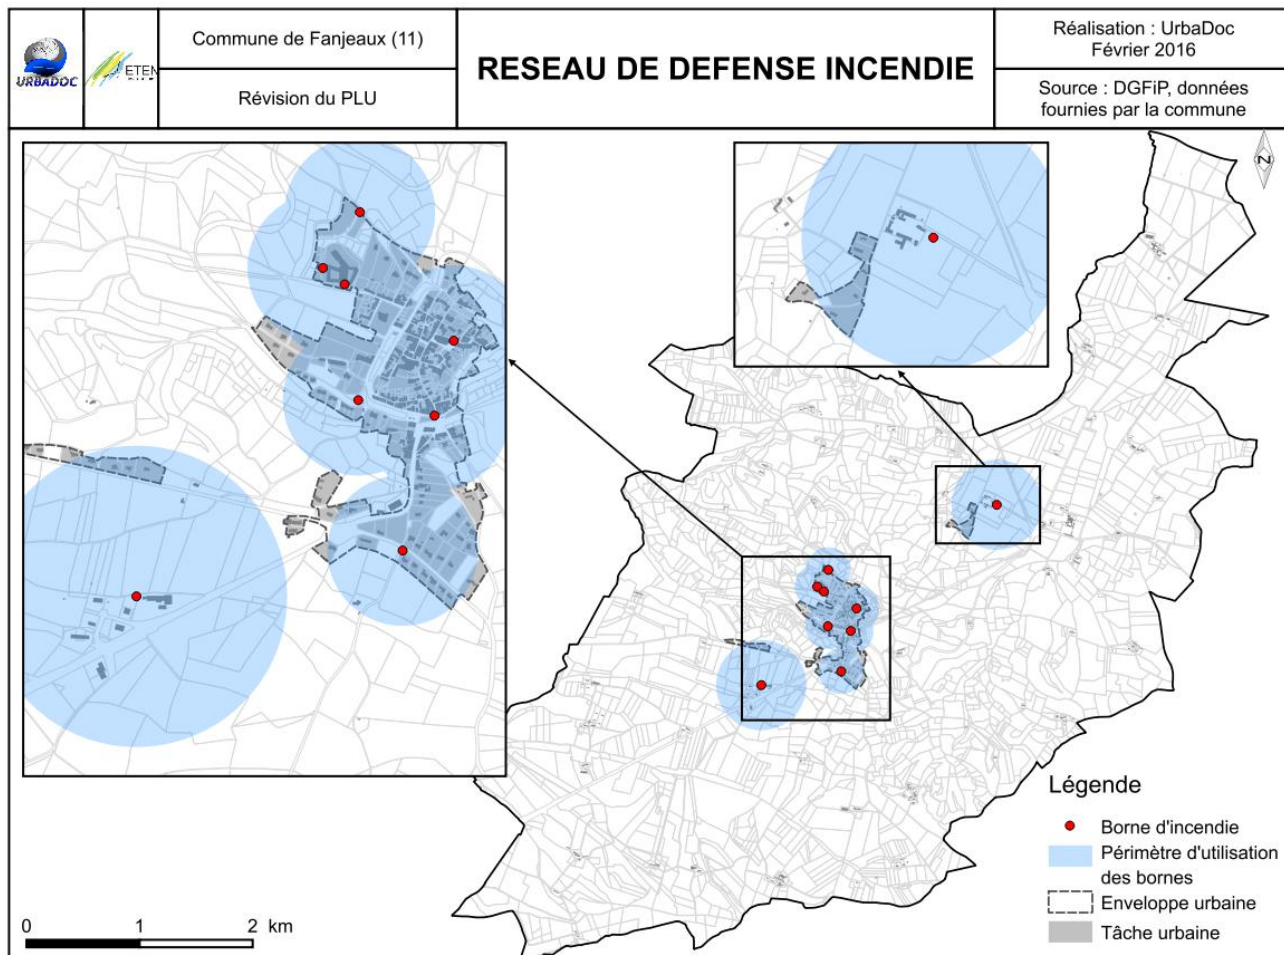 URBADOC
ETEN
Commune de Fanjeaux (11)
Révision du PLU
RESEAU DE DEFENSE INCENDIE
Réalisation : UrbaDoc
Février 2016
Source : DGFiP, données
fournies par la commune
N
Légende
Borne d'incendie
Périmètre d'utilisation
des bornes
Enveloppe urbaine
Tâche urbaine
0 1 2 km